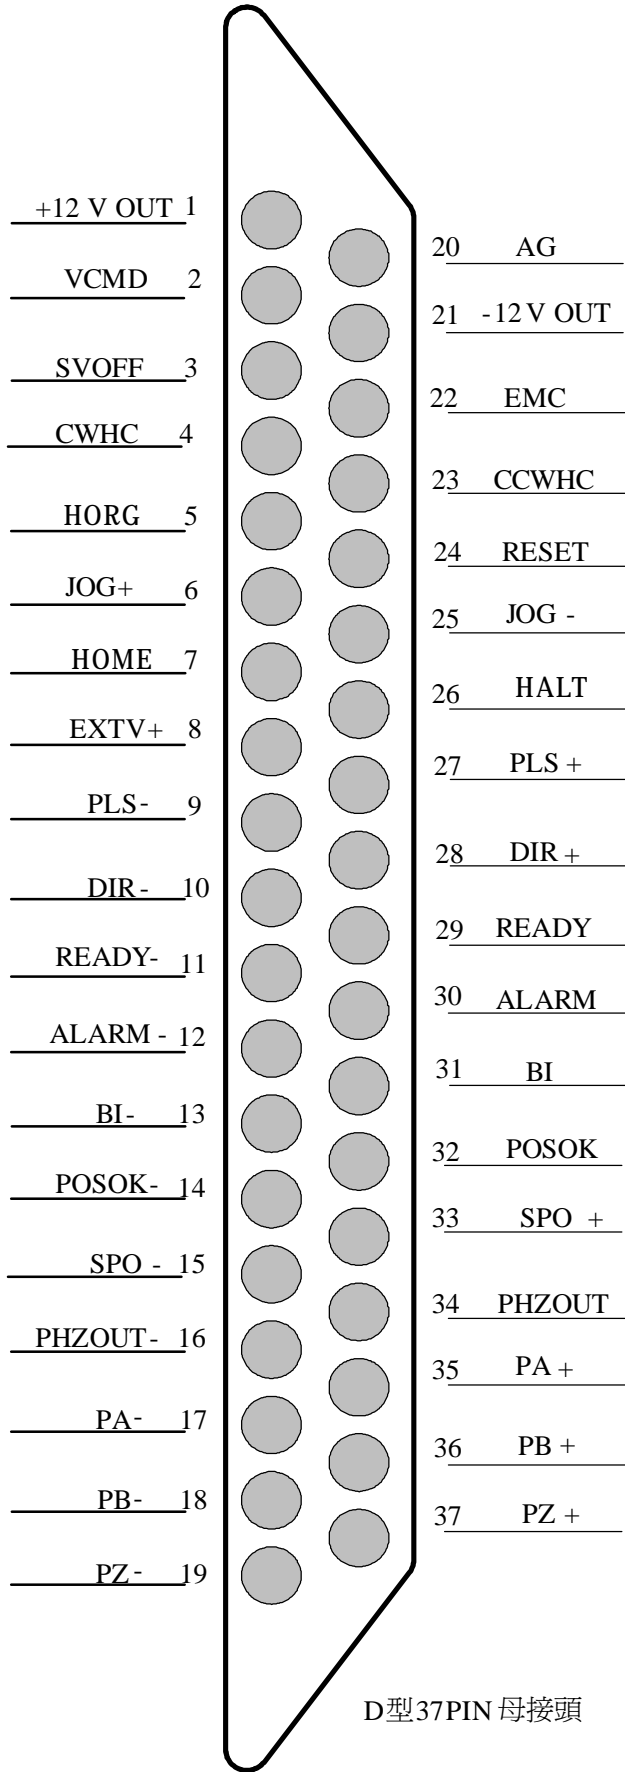 +12 V OUT 1
VCMD 2
SVOFF 3
CWHC 4
HORG 5
JOG+ 6
HOME 7
EXTV+ 8
PLS- 9
DIR- 10
READY- 11
ALARM - 12
BI- 13
POSOK- 14
SPO - 15
PHZOUT- 16
PA- 17
PB- 18
PZ- 19
20 AG
21 -12V OUT
22 EMC
23 CCWHC
24 RESET
25 JOG -
26 HALT
27 PLS +
28 DIR +
29 READY
30 ALARM
31 BI
32 POSOK
33 SPO +
34 PHZOUT
35 PA +
36 PB +
37 PZ +
D型37PIN 母接頭